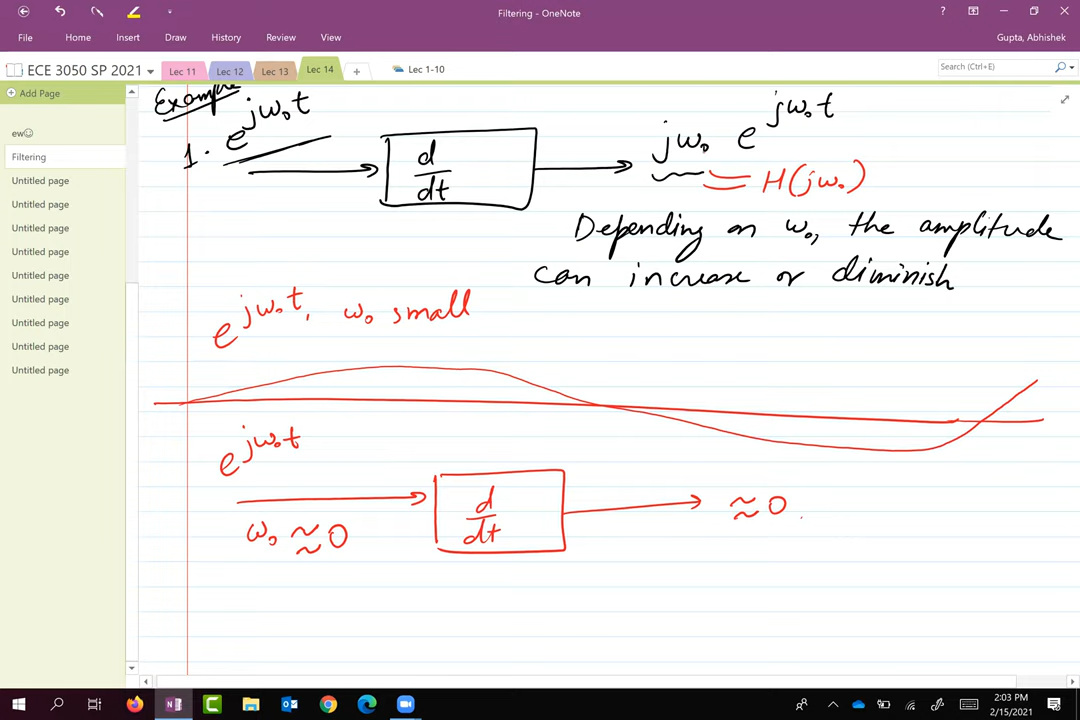 Filtering - OneNote
File Home Insert Draw History Review View
Gupta, Abhishek
ECE 3050 SP 2021
Lec 11 Lec 12 Lec 13 Lec 14 + Lec 1-10
Search (Ctrl+E)
Add Page
ew☺
Filtering
Untitled page
Untitled page
Untitled page
Untitled page
Untitled page
Untitled page
Untitled page
Untitled page
Untitled page
Example
1. e^{jω₀t} d/dt jω₀ e^{jω₀t}
= H(jω₀)
Depending on ω₀, the amplitude
can increase or diminish
e^{jω₀t}, ω₀ small
e^{jω₀t} d/dt ≈ 0.
ω₀ ≈ 0
2:03 PM
2/15/2021